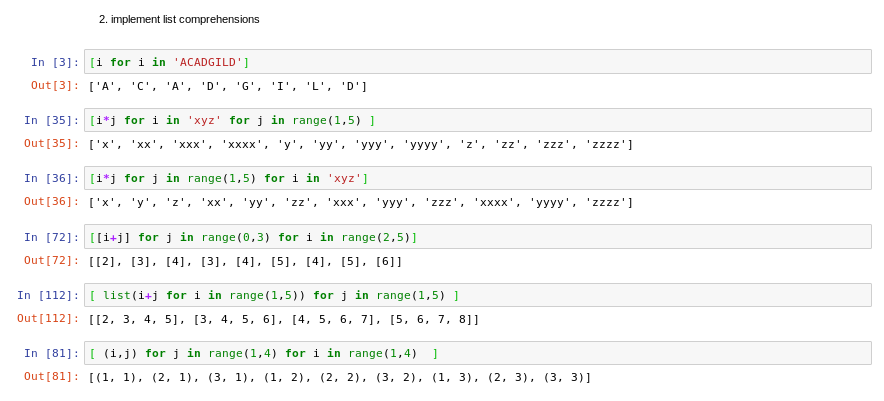 2. implement list comprehensions
In [3]: [i for i in 'ACADGILD']
Out[3]: ['A', 'C', 'A', 'D', 'G', 'I', 'L', 'D']
In [35]: [i*j for i in 'xyz' for j in range(1,5) ]
Out[35]: ['x', 'xx', 'xxx', 'xxxx', 'y', 'yy', 'yyy', 'yyyy', 'z', 'zz', 'zzz', 'zzzz']
In [36]: [i*j for j in range(1,5) for i in 'xyz']
Out[36]: ['x', 'y', 'z', 'xx', 'yy', 'zz', 'xxx', 'yyy', 'zzz', 'xxxx', 'yyyy', 'zzzz']
In [72]: [[i+j] for j in range(0,3) for i in range(2,5)]
Out[72]: [[2], [3], [4], [3], [4], [5], [4], [5], [6]]
In [112]: [ list(i+j for i in range(1,5)) for j in range(1,5) ]
Out[112]: [[2, 3, 4, 5], [3, 4, 5, 6], [4, 5, 6, 7], [5, 6, 7, 8]]
In [81]: [ (i,j) for j in range(1,4) for i in range(1,4)  ]
Out[81]: [(1, 1), (2, 1), (3, 1), (1, 2), (2, 2), (3, 2), (1, 3), (2, 3), (3, 3)]